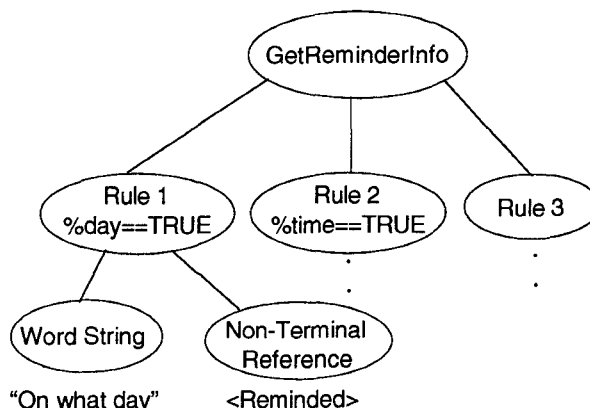 GetReminderInfo
Rule 1
%day==TRUE
Rule 2
%time==TRUE
Rule 3
Word String
Non-Terminal
Reference
"On what day"
<Reminded>